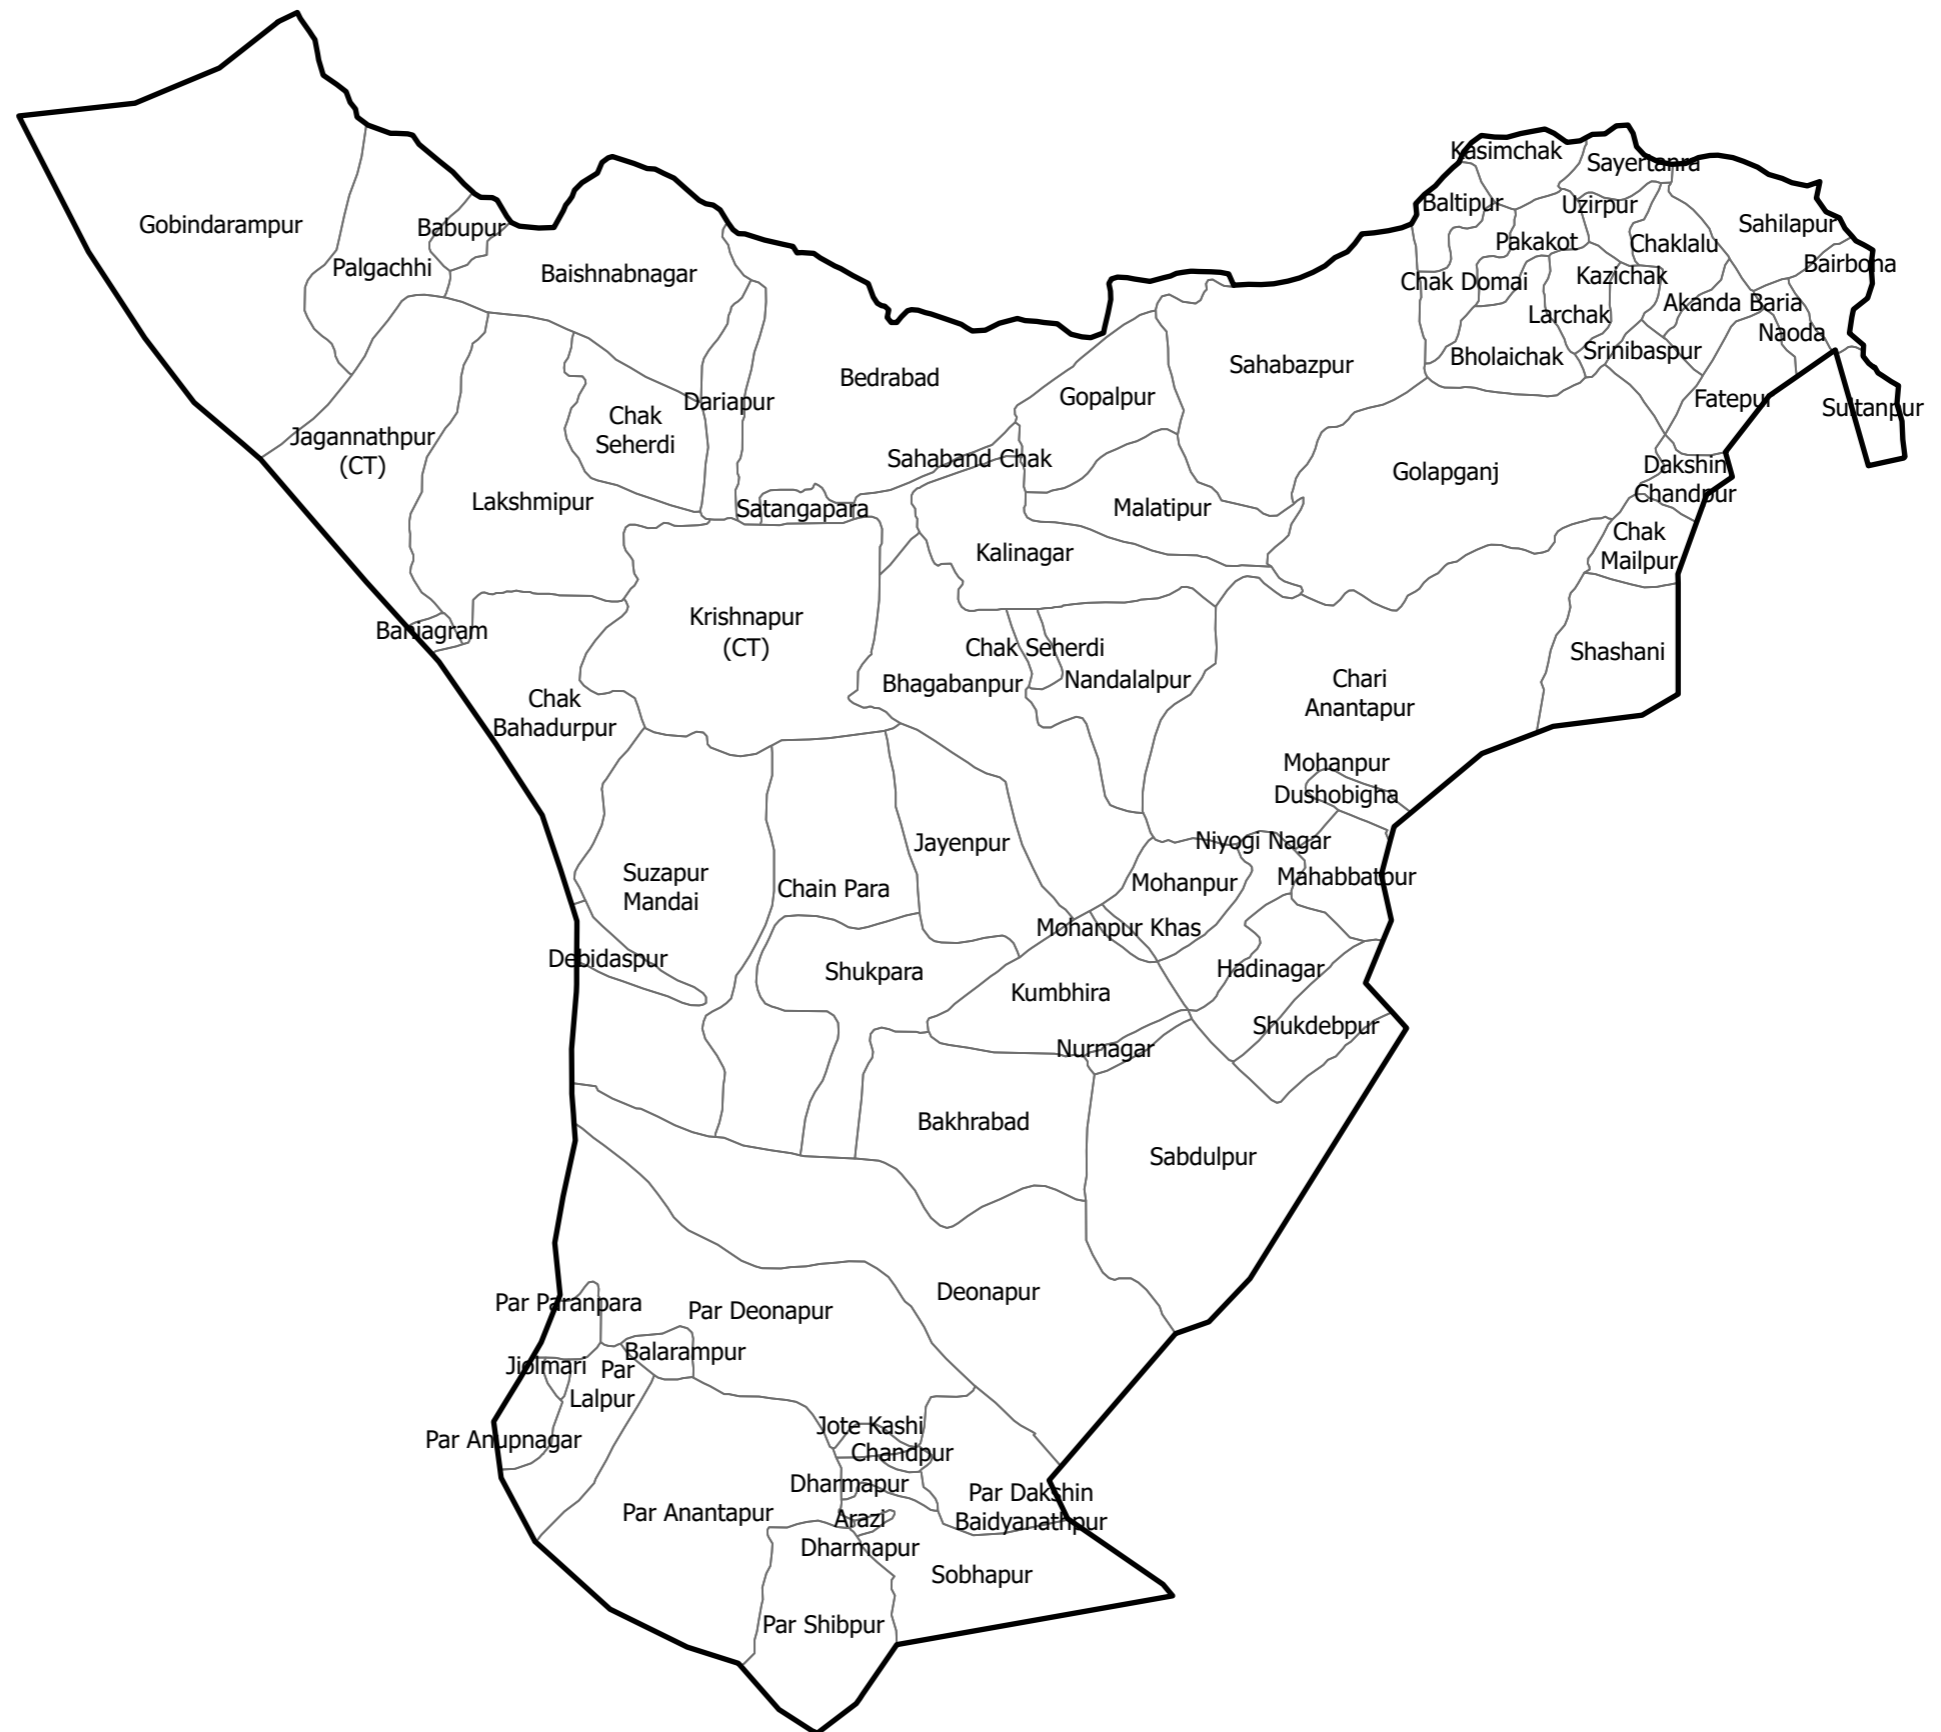 Kasimchak
Sayertanra
Baltipur
Uzirpur
Gobindarampur
Sahilapur
Babupur
Pakakot
Chaklalu
Palgachhi
Baishnabnagar
Bairbona
Chak Domai
Kazichak
Akanda Baria
Larchak
Naoda
Bholaichak
Srinibaspur
Sahabazpur
Bedrabad
Gopalpur
Dariapur
Fatepur
Sultanpur
Chak
Seherdi
Jagannathpur
(CT)
Sahaband Chak
Golapganj
Dakshin
Chandpur
Lakshmipur
Satangapara
Malatipur
Chak
Mailpur
Kalinagar
Krishnapur
(CT)
Baniagram
Chak Seherdi
Shashani
Bhagabanpur
Nandalalpur
Chari
Anantapur
Chak
Bahadurpur
Mohanpur
Dushobigha
Niyogi Nagar
Jayenpur
Suzapur
Mandai
Chain Para
Mohanpur
Mahabbatpur
Mohanpur Khas
Debidaspur
Shukpara
Hadinagar
Kumbhira
Shukdebpur
Nurnagar
Bakhrabad
Sabdulpur
Deonapur
Par Paranpara
Par Deonapur
Balarampur
Jiolmari
Par
Lalpur
Jote Kashi
Par Anupnagar
Chandpur
Dharmapur
Par Dakshin
Baidyanathpur
Par Anantapur
Arazi
Dharmapur
Sobhapur
Par Shibpur